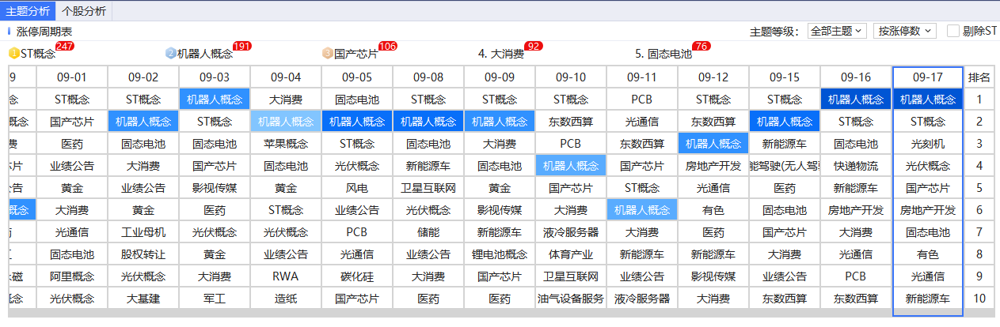 主题分析 个股分析
涨停周期表 主题等级: 全部主题 按涨停数 剔除ST
1 ST概念 247 2 机器人概念 191 3 国产芯片 106 4. 大消费 92 5. 固态电池 76
9 09-01 09-02 09-03 09-04 09-05 09-08 09-09 09-10 09-11 09-12 09-15 09-16 09-17 排名
念 ST概念 ST概念 机器人概念 大消费 固态电池 ST概念 ST概念 ST概念 PCB ST概念 ST概念 机器人概念 机器人概念 1
概念 国产芯片 机器人概念 ST概念 机器人概念 机器人概念 机器人概念 机器人概念 东数西算 光通信 东数西算 机器人概念 ST概念 ST概念 2
费 医药 固态电池 固态电池 苹果概念 ST概念 固态电池 大消费 PCB 东数西算 机器人概念 新能源车 固态电池 光刻机 3
片 业绩公告 大消费 国产芯片 固态电池 光伏概念 新能源车 固态电池 机器人概念 国产芯片 房地产开发 能驾驶(无人驾 快递物流 光伏概念 4
公告 黄金 业绩公告 影视传媒 黄金 风电 卫星互联网 黄金 国产芯片 ST概念 光通信 医药 新能源车 国产芯片 5
概念 大消费 黄金 医药 ST概念 业绩公告 光伏概念 影视传媒 大消费 机器人概念 有色 固态电池 房地产开发 房地产开发 6
光通信 工业母机 光伏概念 光伏概念 PCB 储能 新能源车 液冷服务器 大消费 医药 国产芯片 大消费 固态电池 7
固态电池 股权转让 黄金 业绩公告 光通信 业绩公告 锂电池概念 体育产业 新能源车 新能源车 大消费 光通信 有色 8
磁 阿里概念 光伏概念 大消费 RWA 碳化硅 大消费 国产芯片 卫星互联网 业绩公告 影视传媒 业绩公告 PCB 光通信 9
概念 光伏概念 大基建 军工 造纸 国产芯片 医药 医药 油气设备服务 液冷服务器 大消费 东数西算 东数西算 新能源车 10